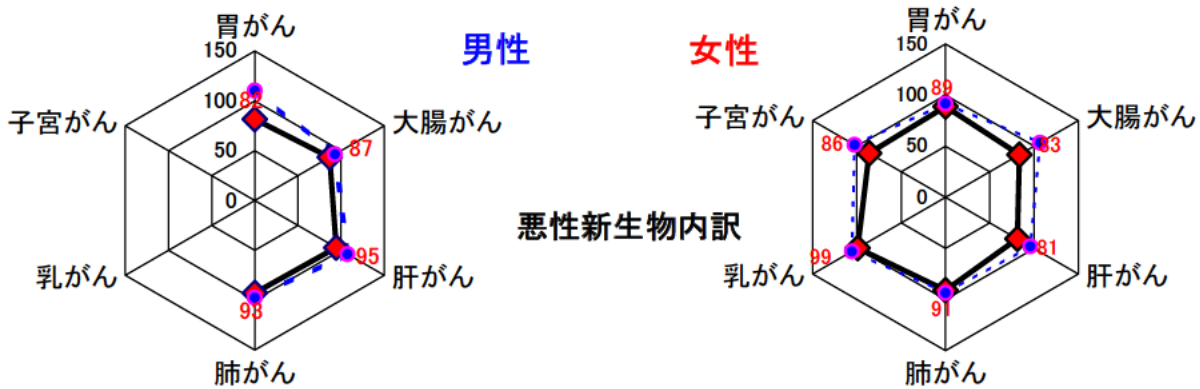 胃がん
150
100
50
0
82
87
95
93
大腸がん
肝がん
肺がん
乳がん
子宮がん
男性
悪性新生物内訳
女性
胃がん
150
100
50
0
89
83
81
91
99
86
大腸がん
肝がん
肺がん
乳がん
子宮がん